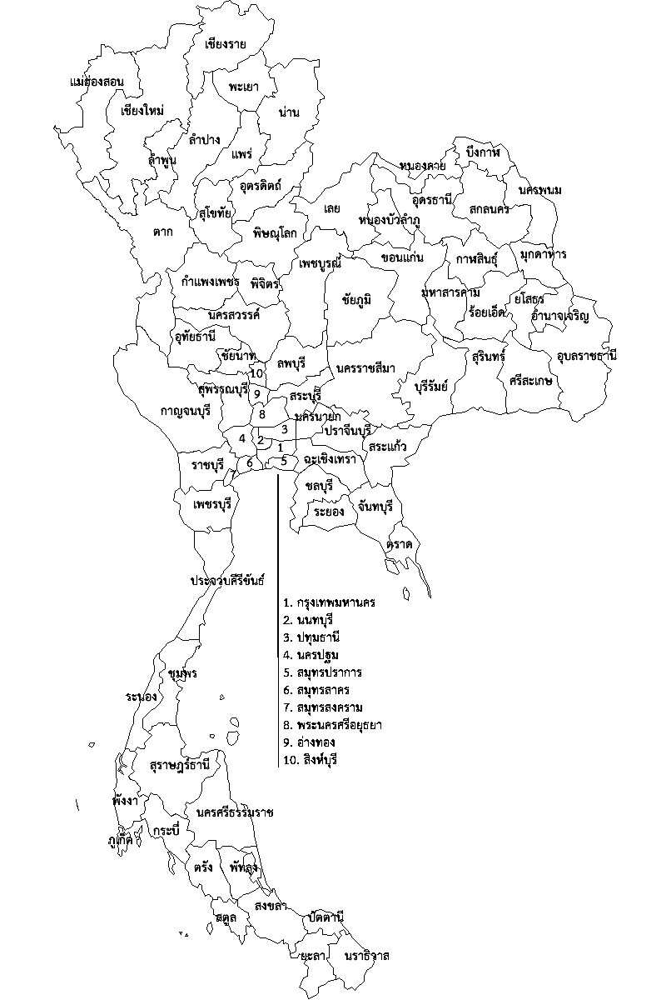 เชียงราย
แม่ฮ่องสอน
พะเยา
เชียงใหม่
น่าน
ลำปาง
แพร่
ลำพูน
บึงกาฬ
หนองคาย
อุตรดิตถ์
นครพนม
อุดรธานี
เลย
สกลนคร
สุโขทัย
หนองบัวลำภู
ตาก
พิษณุโลก
มุกดาหาร
ขอนแก่น
กาฬสินธุ์
เพชบูรณ์
กำแพงเพชร
พิจิตร
มหาสารคาม
ชัยภูมิ
ยโสธร
ร้อยเอ็ด
อำนาจเจริญ
นครสวรรค์
อุทัยธานี
ชัยนาท
ลพบุรี
นครราชสีมา
สุรินทร์
อุบลราชธานี
10
ศรีสะเกษ
บุรีรัมย์
สุพรรณบุรี
9
สระบุรี
กาญจนบุรี
8
นครนายก
3
ปราจีนบุรี
4
2
1
สระแก้ว
5
ฉะเชิงเทรา
ราชบุรี
6
7
ชลบุรี
เพชรบุรี
ระยอง
จันทบุรี
ตราด
ประจวบคีรีขันธ์
1. กรุงเทพมหานคร
2. นนทบุรี
3. ปทุมธานี
4. นครปฐม
5. สมุทรปราการ
6. สมุทรสาคร
7. สมุทรสงคราม
8. พระนครศรีอยุธยา
9. อ่างทอง
10. สิงห์บุรี
ชุมพร
ระนอง
สุราษฎร์ธานี
พังงา
นครศรีธรรมราช
กระบี่
ภูเก็ต
ตรัง
พัทลุง
สงขลา
สตูล
ปัตตานี
ยะลา
นราธิวาส